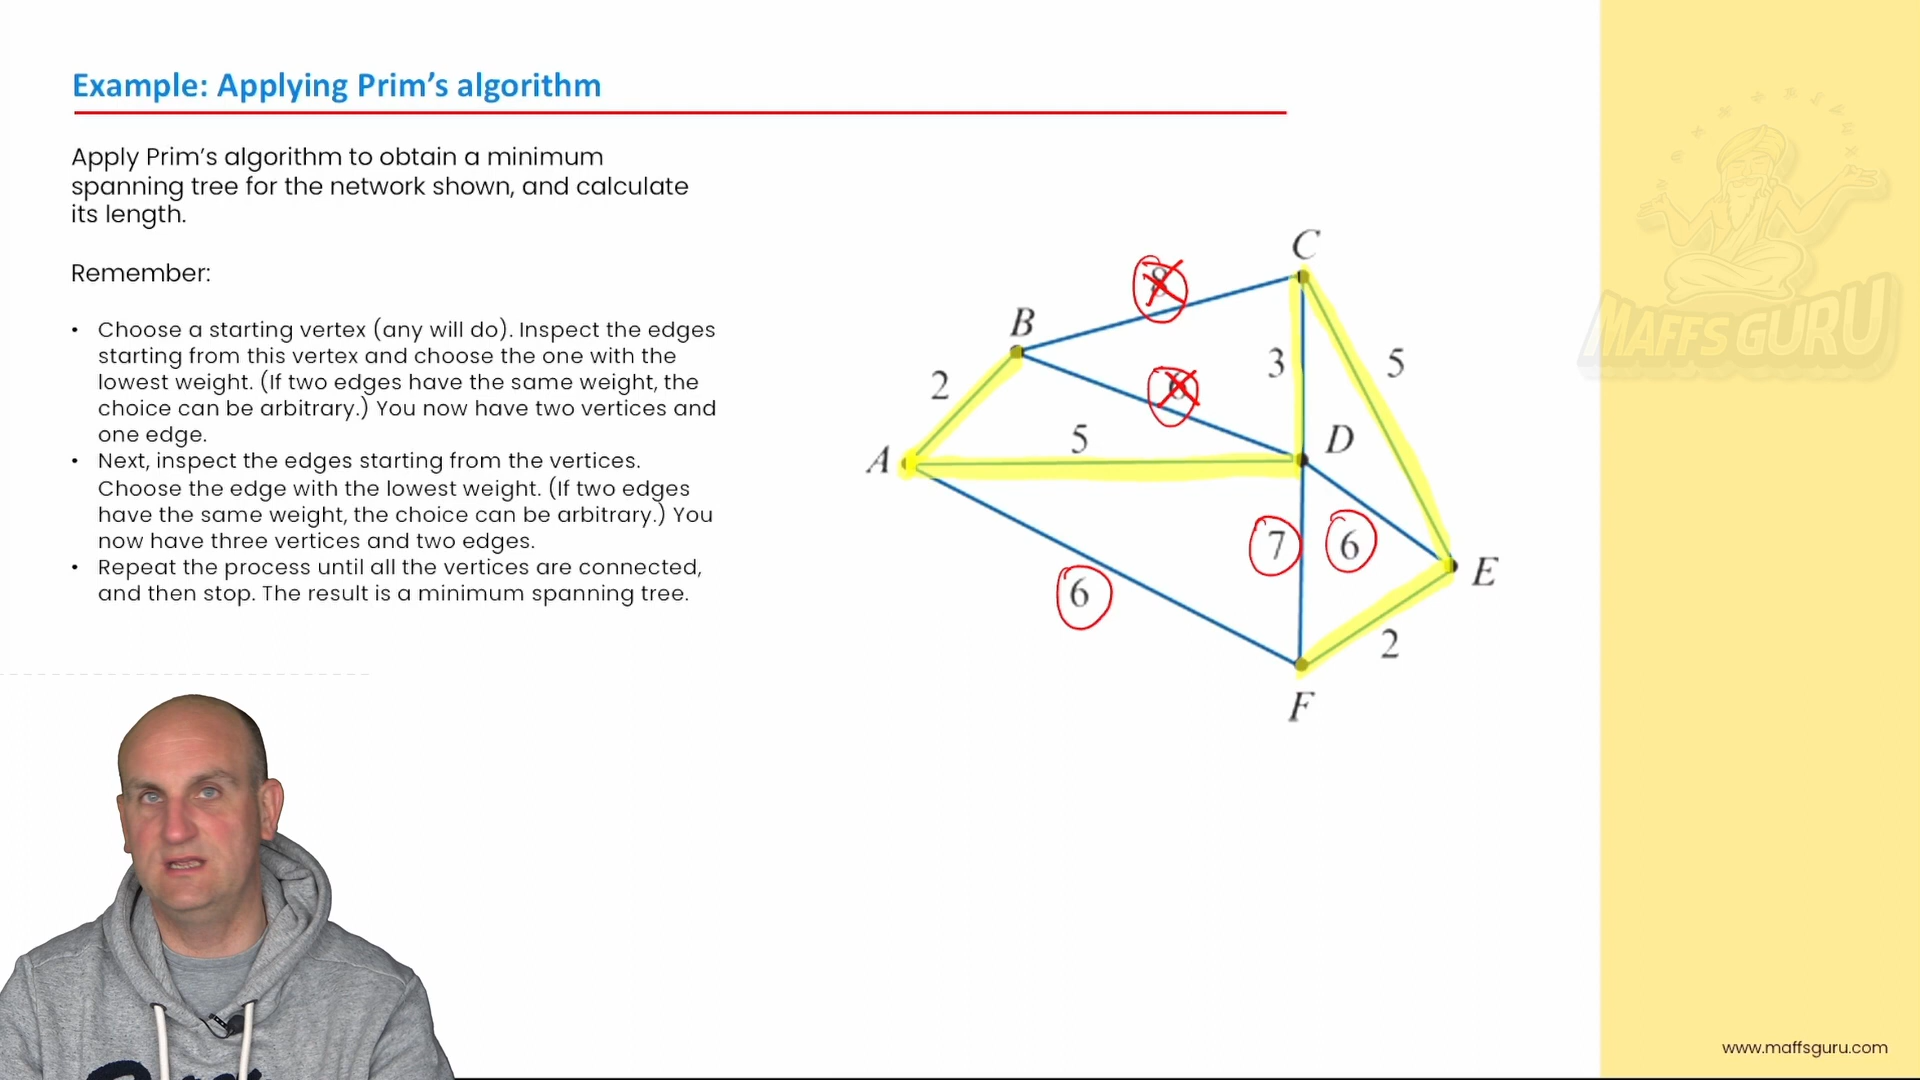 Example: Applying Prim's algorithm
Apply Prim's algorithm to obtain a minimum
spanning tree for the network shown, and calculate
its length.
Remember:
• Choose a starting vertex (any will do). Inspect the edges
starting from this vertex and choose the one with the
lowest weight. (If two edges have the same weight, the
choice can be arbitrary.) You now have two vertices and
one edge.
• Next, inspect the edges starting from the vertices.
Choose the edge with the lowest weight. (If two edges
have the same weight, the choice can be arbitrary.) You
now have three vertices and two edges.
• Repeat the process until all the vertices are connected,
and then stop. The result is a minimum spanning tree.
C
8
B
3
5
2
5
D
A
7
6
E
6
2
F
MAFFS GURU
www.maffsguru.com